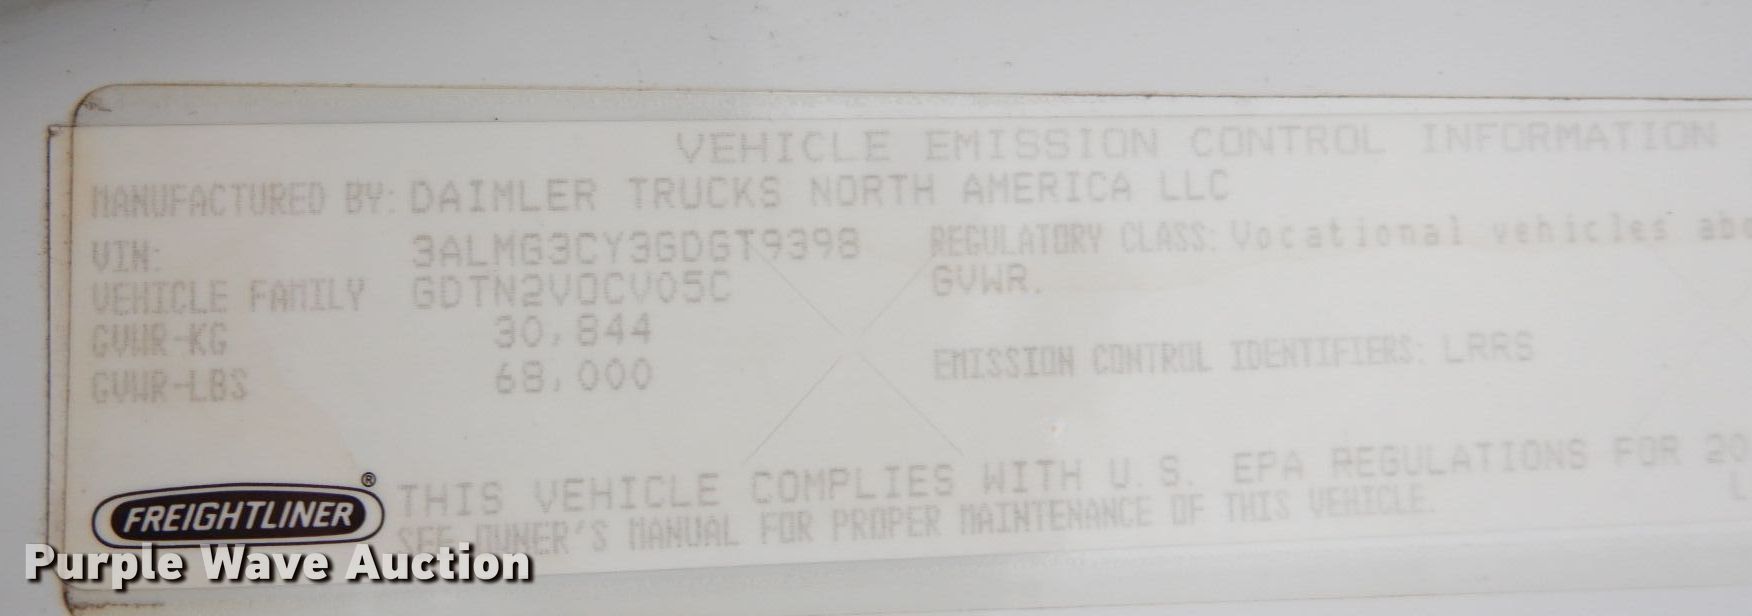 VEHICLE EMISSION CONTROL INFORMATION
MANUFACTURED BY: DAIMLER TRUCKS NORTH AMERICA LLC
VIN: 3ALMG3CY3GDGT9398
REGULATORY CLASS: Vocational vehicles
GVWR.
VEHICLE FAMILY GDTN2VOCV05C
GVWR-KG 30,844
GVWR-LBS 68,000
EMISSION CONTROL IDENTIFIERS: LRRS
FREIGHTLINER®
THIS VEHICLE COMPLIES WITH U.S. EPA REGULATIONS FOR 20
SEE OWNER'S MANUAL FOR PROPER MAINTENANCE OF THIS VEHICLE.
Purple Wave Auction